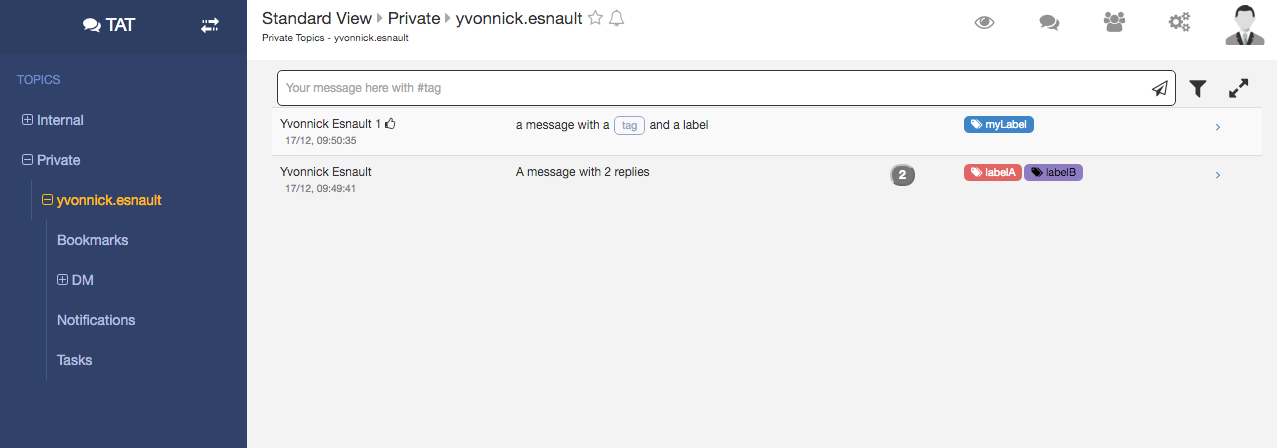 TAT
TOPICS
Internal
Private
yvonnick.esnault
Bookmarks
DM
Notifications
Tasks
Standard View Private yvonnick.esnault
Private Topics - yvonnick.esnault
Your message here with #tag
Yvonnick Esnault 1 a message with a tag and a label myLabel
17/12, 09:50:35
Yvonnick Esnault A message with 2 replies 2 labelA labelB
17/12, 09:49:41